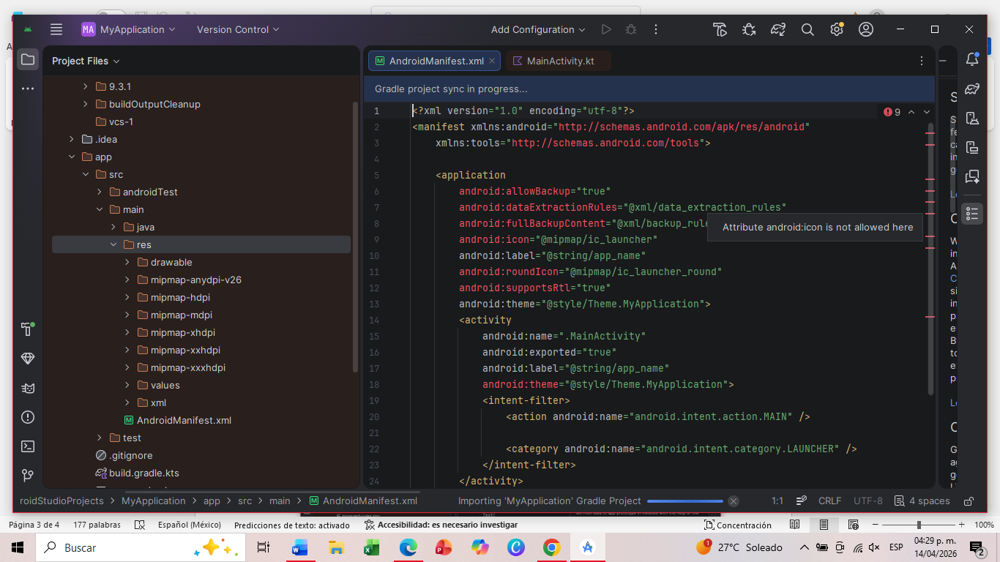 MA MyApplication
Version Control
Add Configuration
Project Files
AndroidManifest.xml
MainActivity.kt
Gradle project sync in progress...
9.3.1
buildOutputCleanup
vcs-1
.idea
app
src
androidTest
main
java
res
drawable
mipmap-anydpi-v26
mipmap-hdpi
mipmap-mdpi
mipmap-xhdpi
mipmap-xxhdpi
mipmap-xxxhdpi
values
xml
AndroidManifest.xml
test
.gitignore
build.gradle.kts
9
1 <?xml version="1.0" encoding="utf-8"?>
2 <manifest xmlns:android="http://schemas.android.com/apk/res/android"
3 xmlns:tools="http://schemas.android.com/tools">
4
5 <application
6 android:allowBackup="true"
7 android:dataExtractionRules="@xml/data_extraction_rules"
8 android:fullBackupContent="@xml/backup_rule
Attribute android:icon is not allowed here
9 android:icon="@mipmap/ic_launcher"
10 android:label="@string/app_name"
11 android:roundIcon="@mipmap/ic_launcher_round"
12 android:supportsRtl="true"
13 android:theme="@style/Theme.MyApplication">
14 <activity
15 android:name=".MainActivity"
16 android:exported="true"
17 android:label="@string/app_name"
18 android:theme="@style/Theme.MyApplication">
19 <intent-filter>
20 <action android:name="android.intent.action.MAIN" />
21
22 <category android:name="android.intent.category.LAUNCHER" />
23 </intent-filter>
24 </activity>
roidStudioProjects > MyApplication > app > src > main > AndroidManifest.xml
Importing 'MyApplication' Gradle Project
1:1
CRLF
UTF-8
4 spaces
Página 3 de 4
177 palabras
Español (México)
Predicciones de texto: activado
Accesibilidad: es necesario investigar
Concentración
100%
Buscar
1
27°C Soleado
ESP
04:29 p. m.
14/04/2026
2